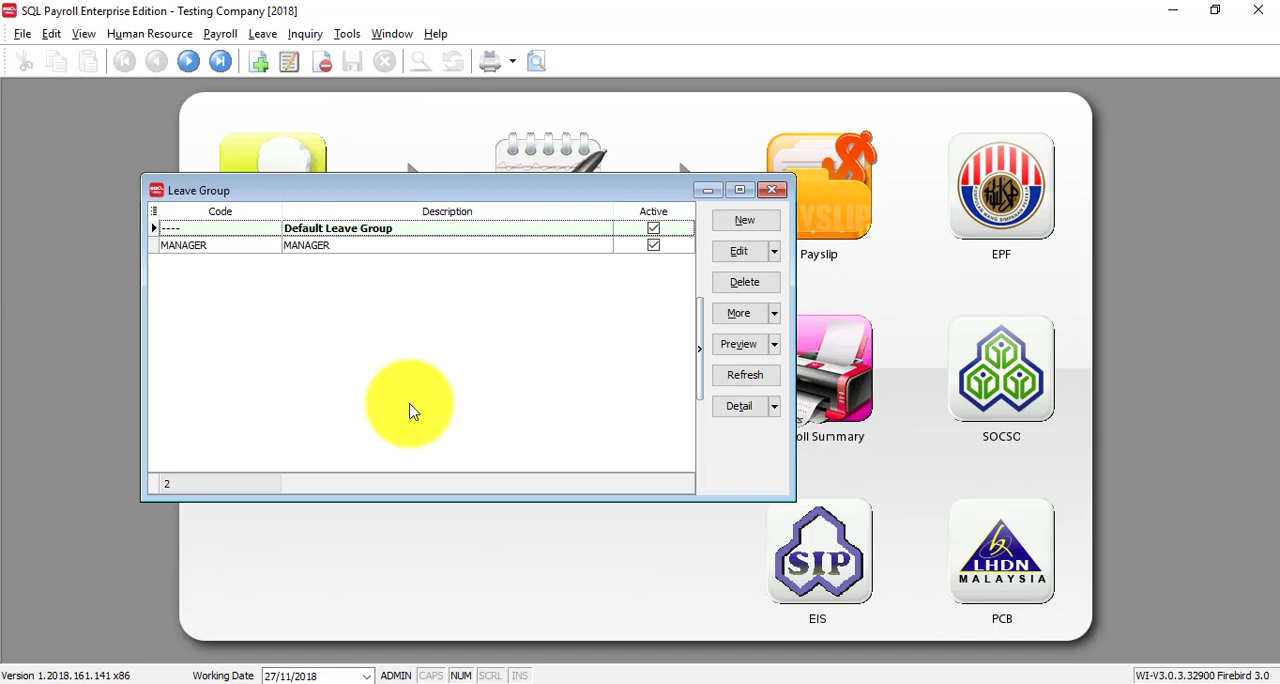 SQL Payroll Enterprise Edition - Testing Company [2018]
File Edit View Human Resource Payroll Leave Inquiry Tools Window Help
Leave Group
Code Description Active
---- Default Leave Group
MANAGER MANAGER
2
New
Edit
Delete
More
Preview
Refresh
Detail
PAYSLIP
Payslip
EPF
oll Summary
SOCSO
SIP
EIS
LHDN
MALAYSIA
PCB
Version 1.2018.161.141 x86 Working Date 27/11/2018 ADMIN CAPS NUM SCRL INS WI-V3.0.3.32900 Firebird 3.0